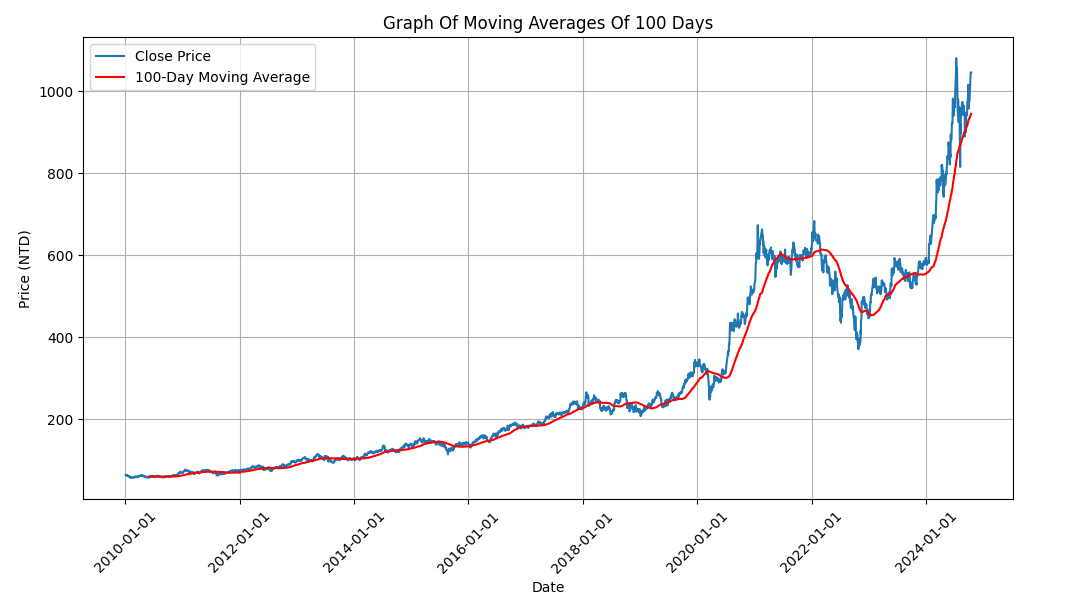 Graph Of Moving Averages Of 100 Days
Close Price
100-Day Moving Average
1000
800
600
400
200
Price (NTD)
2010-01-01
2012-01-01
2014-01-01
2016-01-01
2018-01-01
2020-01-01
2022-01-01
2024-01-01
Date